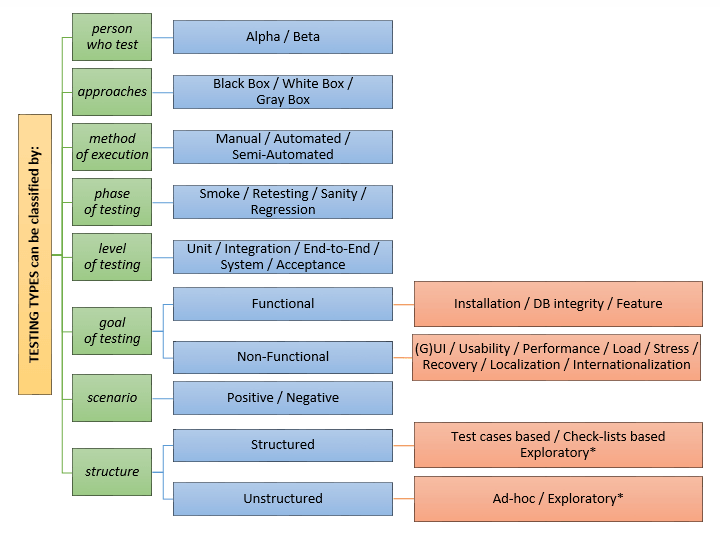 TESTING TYPES can be classified by:
person
who test
Alpha / Beta
approaches
Black Box / White Box /
Gray Box
method
of execution
Manual / Automated /
Semi-Automated
phase
of testing
Smoke / Retesting / Sanity /
Regression
level
of testing
Unit / Integration / End-to-End /
System / Acceptance
goal
of testing
Functional
Installation / DB integrity / Feature
Non-Functional
(G)UI / Usability / Performance / Load / Stress /
Recovery / Localization / Internationalization
scenario
Positive / Negative
structure
Structured
Test cases based / Check-lists based
Exploratory*
Unstructured
Ad-hoc / Exploratory*